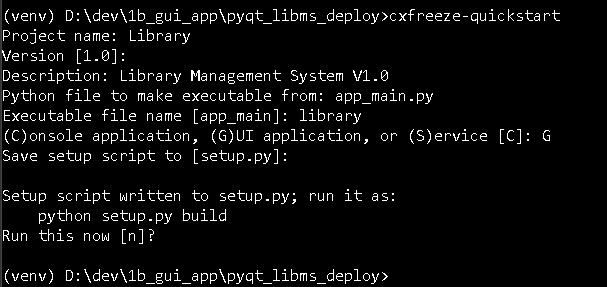 (venv) D:\dev\1b_gui_app\pyqt_libms_deploy>cxfreeze-quickstart
Project name: Library
Version [1.0]:
Description: Library Management System V1.0
Python file to make executable from: app_main.py
Executable file name [app_main]: library
(C)onsole application, (G)UI application, or (S)ervice [C]: G
Save setup script to [setup.py]:
Setup script written to setup.py; run it as:
    python setup.py build
Run this now [n]?
(venv) D:\dev\1b_gui_app\pyqt_libms_deploy>